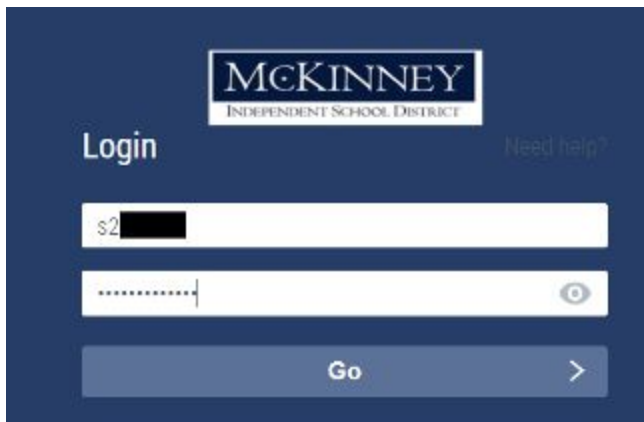 McKINNEY
INDEPENDENT SCHOOL DISTRICT
Login Need help?
s2
•••••••••••••
Go